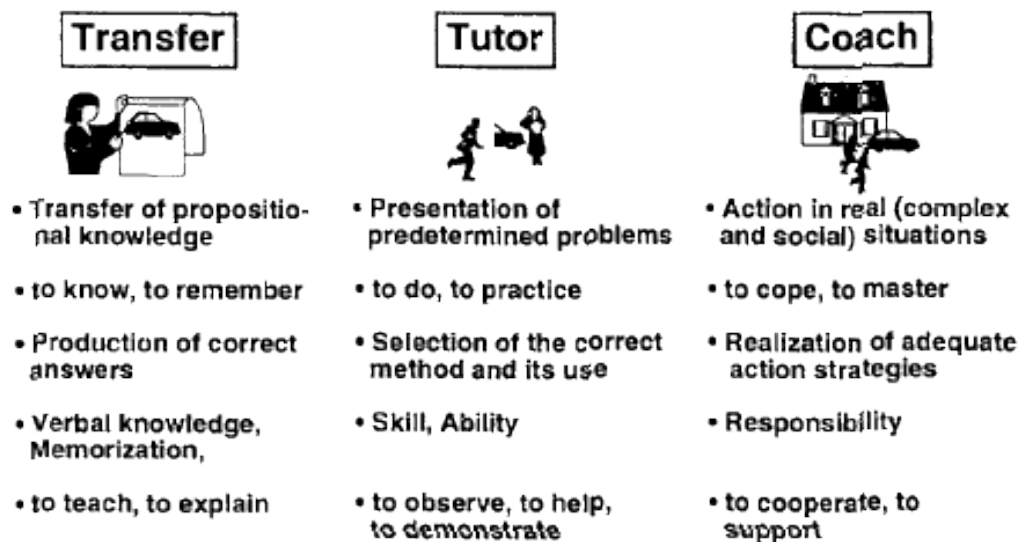 Transfer
• Transfer of propositio-
nal knowledge
• to know, to remember
• Production of correct
answers
• Verbal knowledge,
Memorization,
• to teach, to explain
Tutor
• Presentation of
predetermined problems
• to do, to practice
• Selection of the correct
method and its use
• Skill, Ability
• to observe, to help,
to demonstrate
Coach
• Action in real (complex
and social) situations
• to cope, to master
• Realization of adequate
action strategies
• Responsibility
• to cooperate, to
support